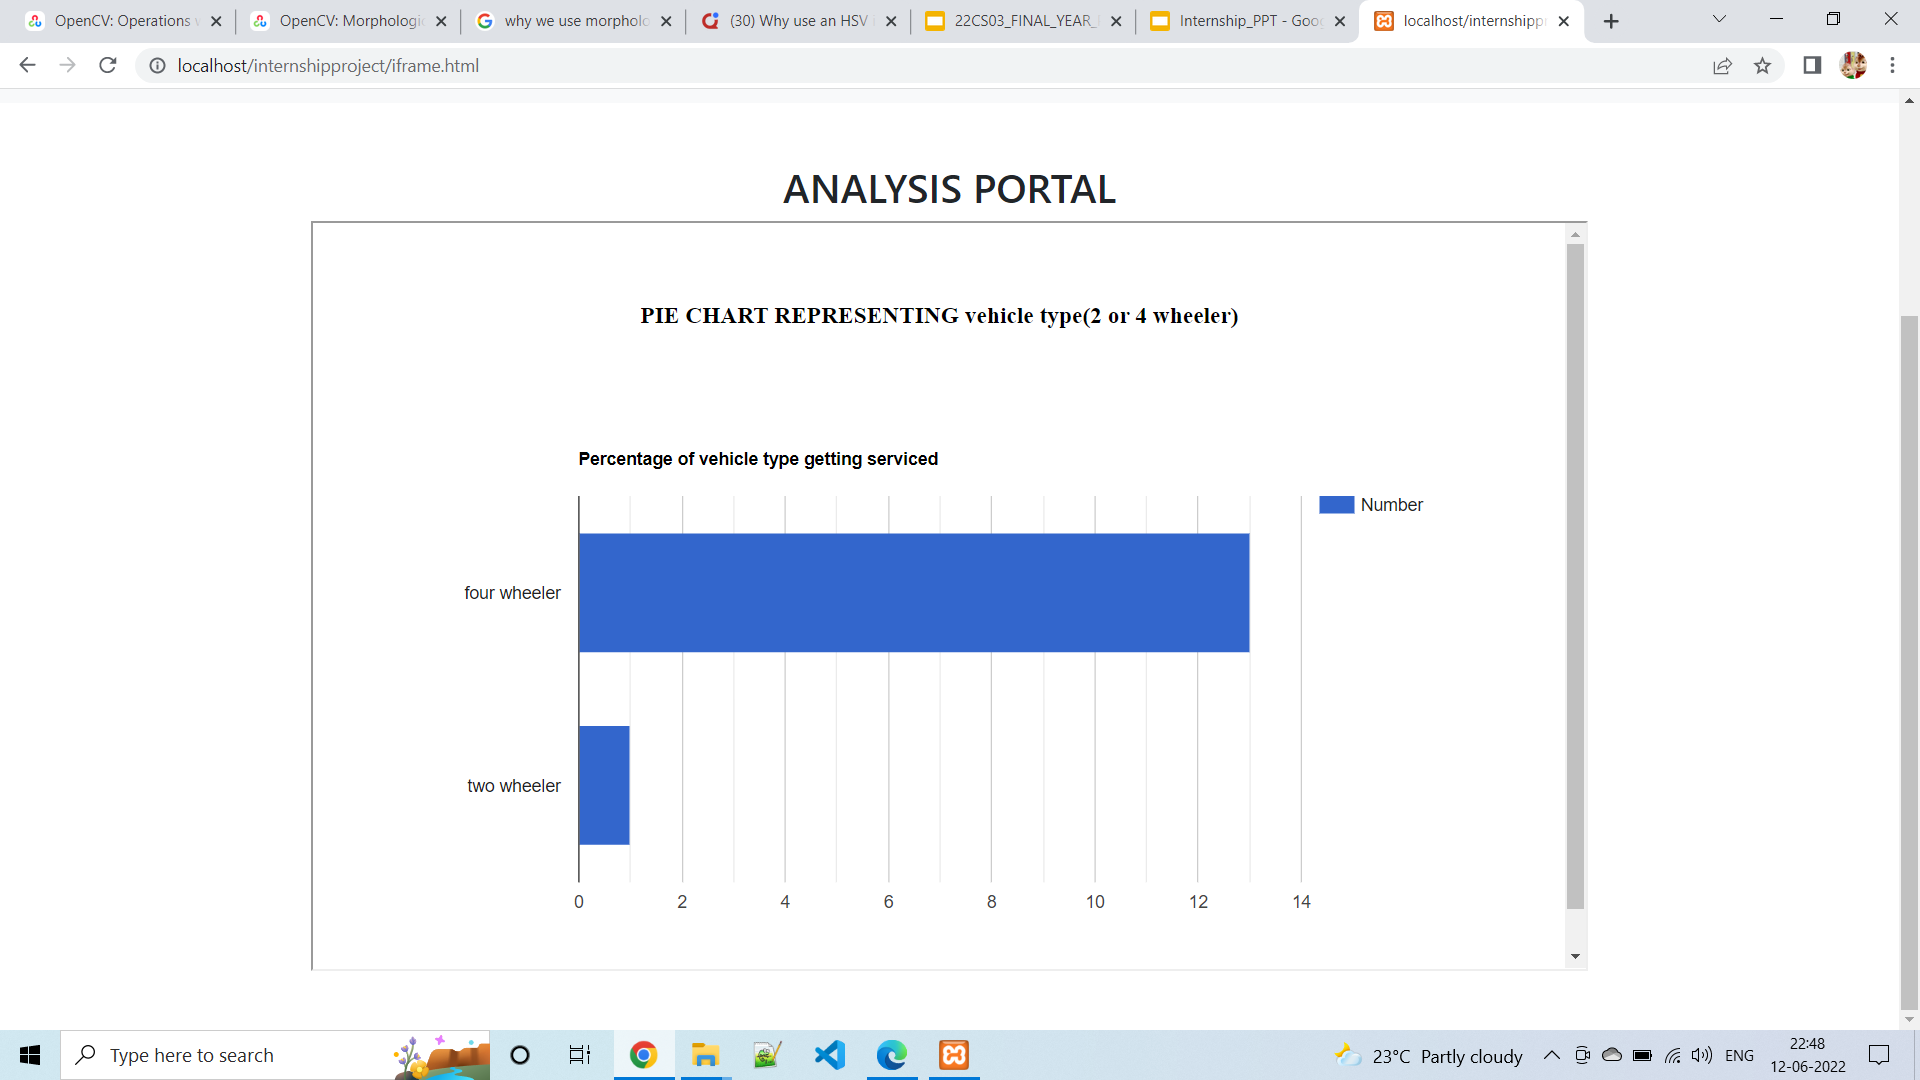 OpenCV: Operations
OpenCV: Morphologi
why we use morpholo
(30) Why use an HSV
22CS03_FINAL_YEAR_
Internship_PPT - Goo
localhost/internshippr
localhost/internshipproject/iframe.html
ANALYSIS PORTAL
PIE CHART REPRESENTING vehicle type(2 or 4 wheeler)
Percentage of vehicle type getting serviced
Number
four wheeler
two wheeler
0 2 4 6 8 10 12 14
Type here to search
23°C Partly cloudy
ENG
22:48
12-06-2022